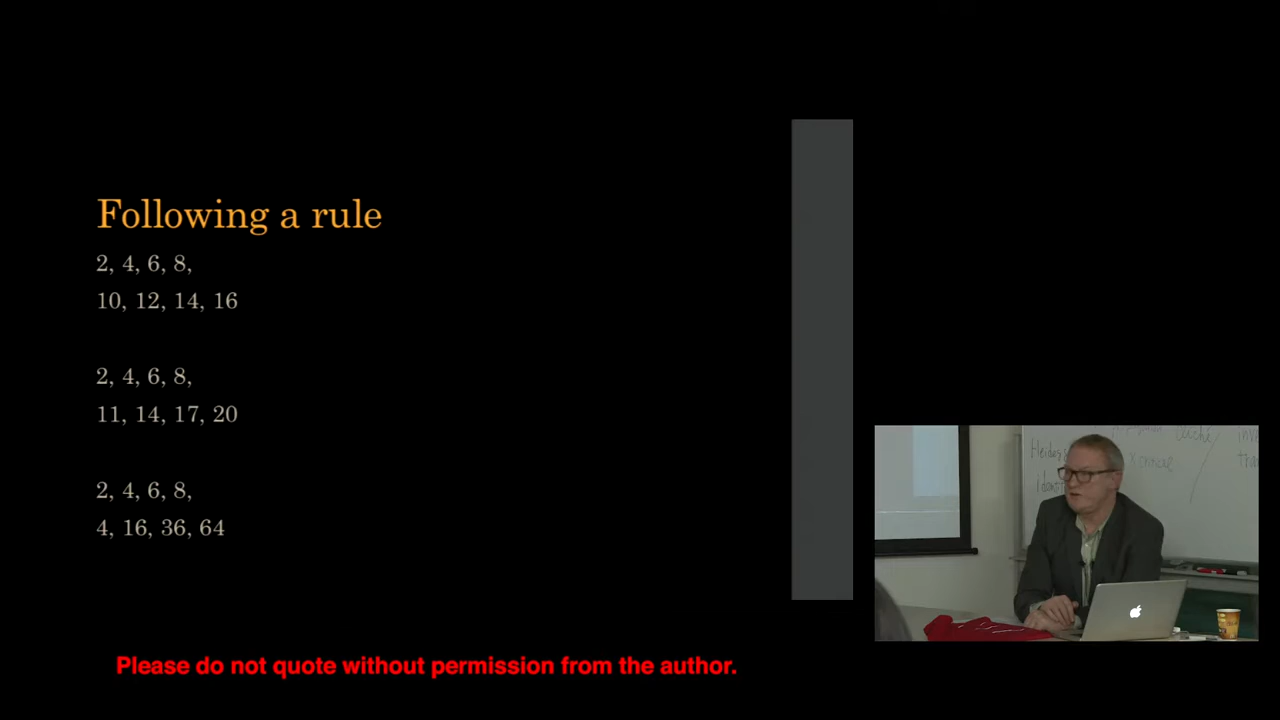 Following a rule
2, 4, 6, 8,
10, 12, 14, 16
2, 4, 6, 8,
11, 14, 17, 20
2, 4, 6, 8,
4, 16, 36, 64
Please do not quote without permission from the author.